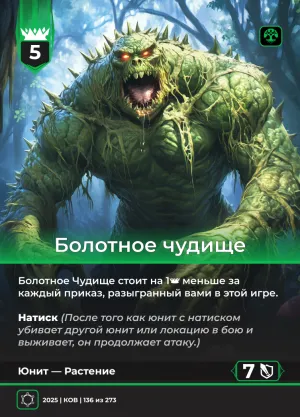 5
Болотное чудище
Болотное Чудище стоит на 1 меньше за
каждый приказ, разыгранный вами в этой игре.
Натиск (После того как юнит с натиском
убивает другой юнит или локацию в бою и
выживает, он продолжает атаку.)
Юнит — Растение
7
2025 | КОВ | 136 из 273